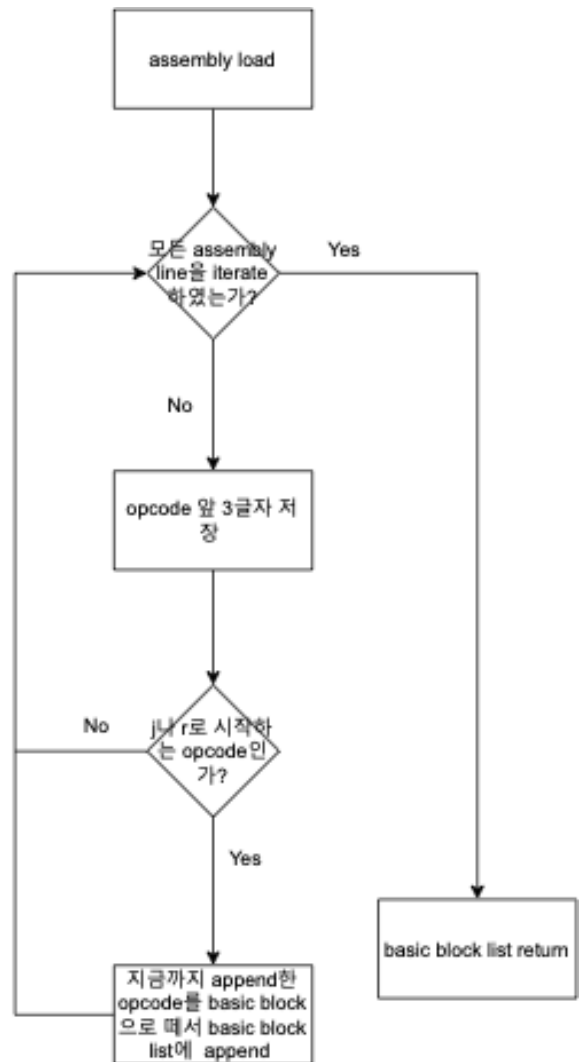 assembly load
모든 assembly
line을 iterate
하였는가?
Yes
No
opcode 앞 3글자 저
장
j나 r로 시작하
는 opcode인
가?
No
Yes
basic block list return
지금까지 append한
opcode를 basic block
으로 떼서 basic block
list에 append